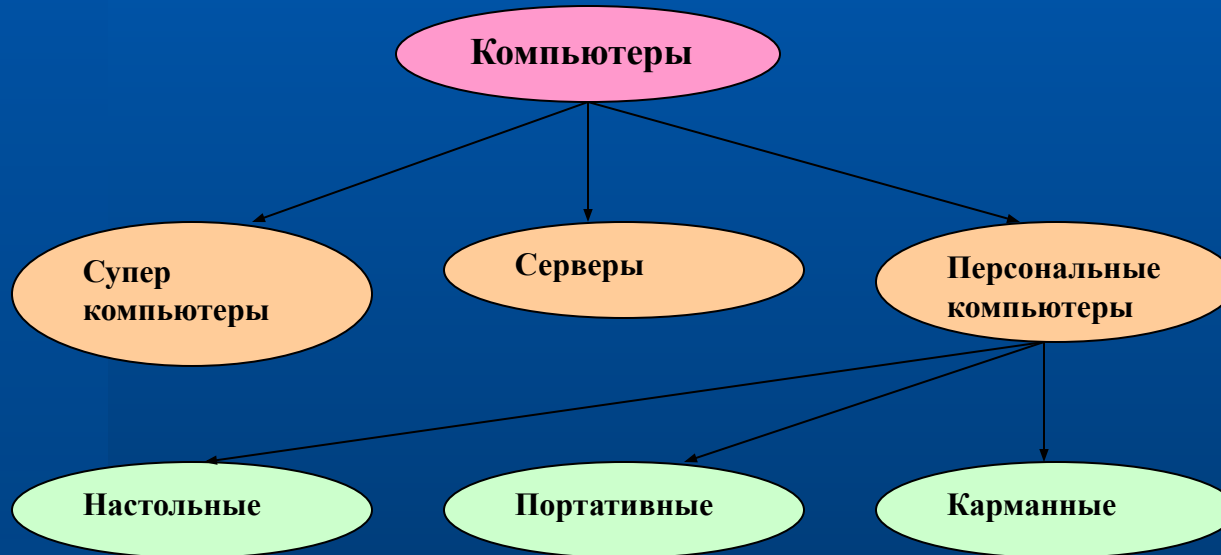 Компьютеры
Супер
компьютеры
Серверы
Персональные
компьютеры
Настольные
Портативные
Карманные